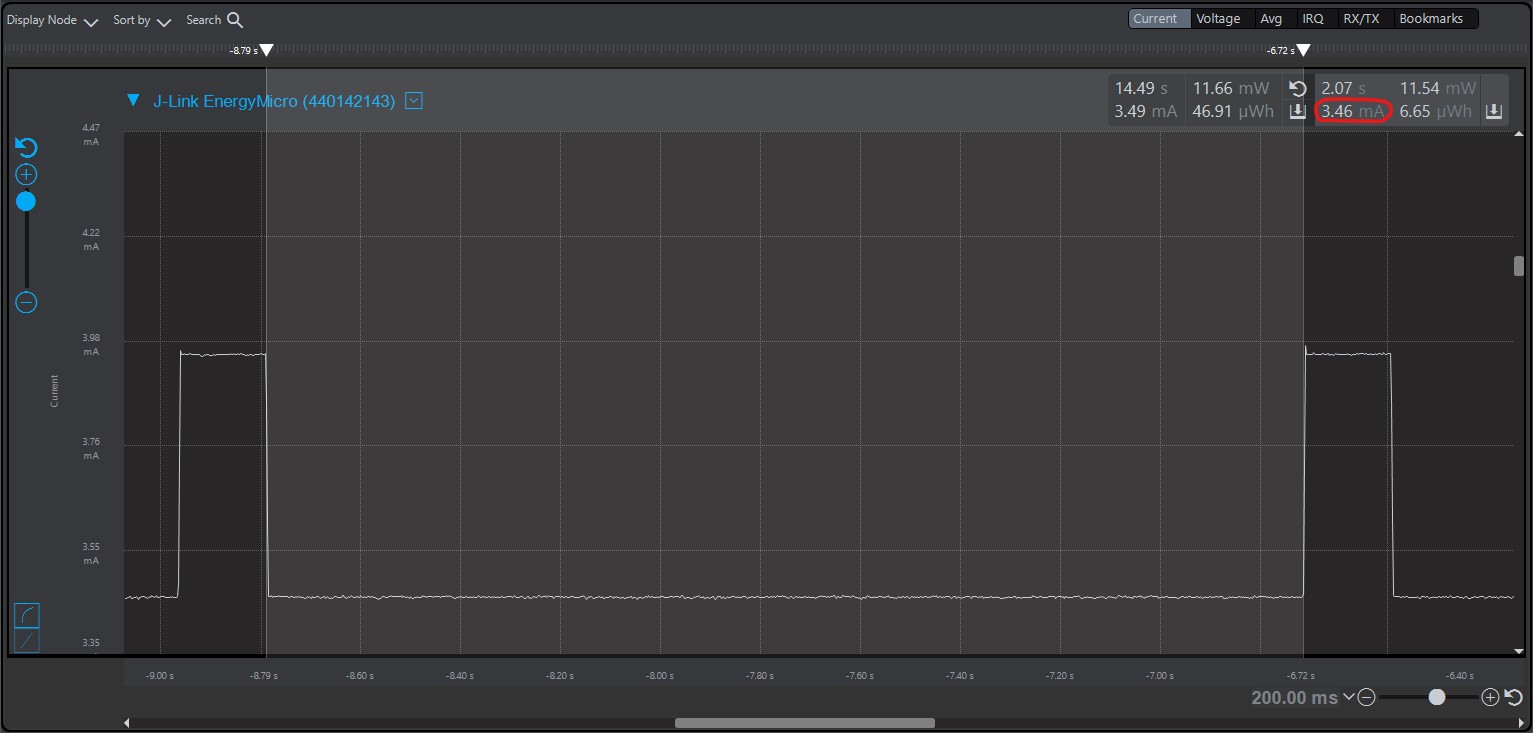 Display Node Sort by Search Current Voltage Avg IRQ RX/TX Bookmarks
-8.79 s -6.72 s
J-Link EnergyMicro (440142143)
14.49 s 11.66 mW 2.07 s 11.54 mW
3.49 mA 46.91 µWh 3.46 mA 6.65 µWh
4.47
mA
4.22
mA
3.98
mA
Current
3.76
mA
3.55
mA
3.35
-9.00 s -8.79 s -8.60 s -8.40 s -8.20 s -8.00 s -7.80 s -7.60 s -7.40 s -7.20 s -7.00 s -6.72 s -6.40 s
200.00 ms